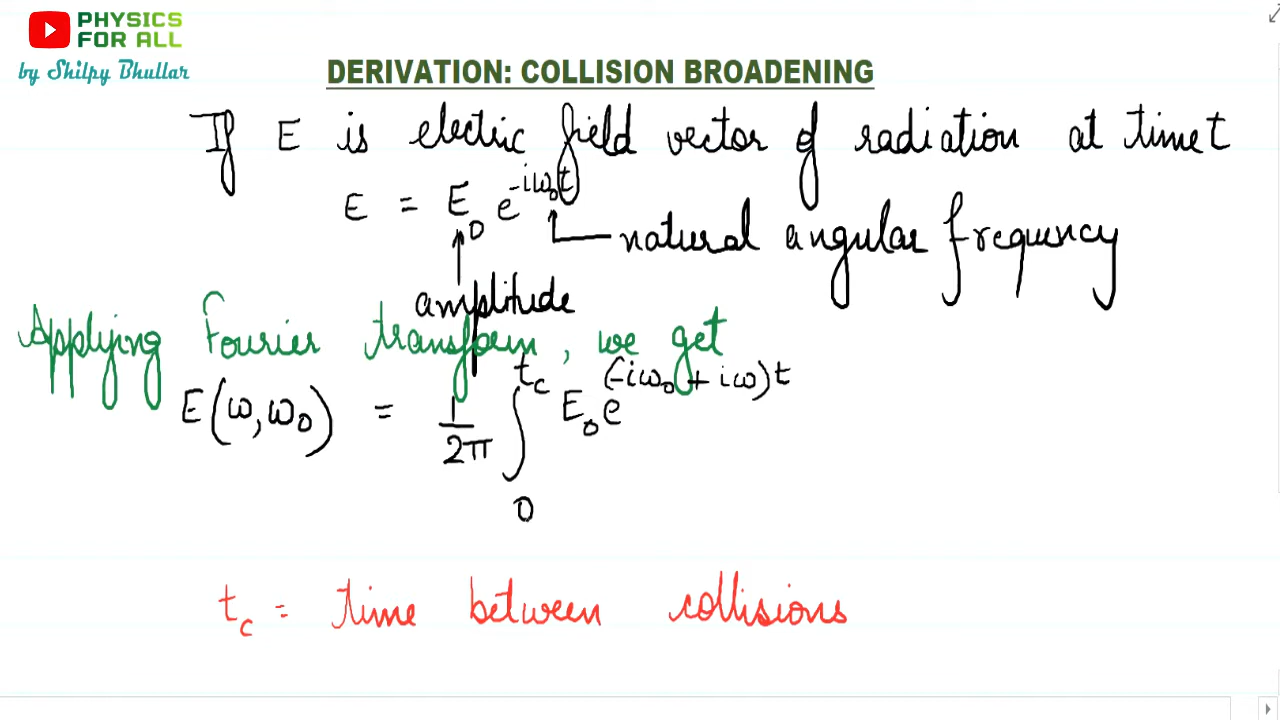 PHYSICS
FOR ALL
by Shilpy Bhullar
DERIVATION: COLLISION BROADENING
If E is electric field vector of radiation at time t
E = E₀ e^(-iω₀t)
natural angular frequency
amplitude
Applying Fourier transform, we get
E(ω, ω₀) = 1/2π ∫₀^(t_c) E₀ e^((-iω₀ + iω)t)
t_c = time between collisions